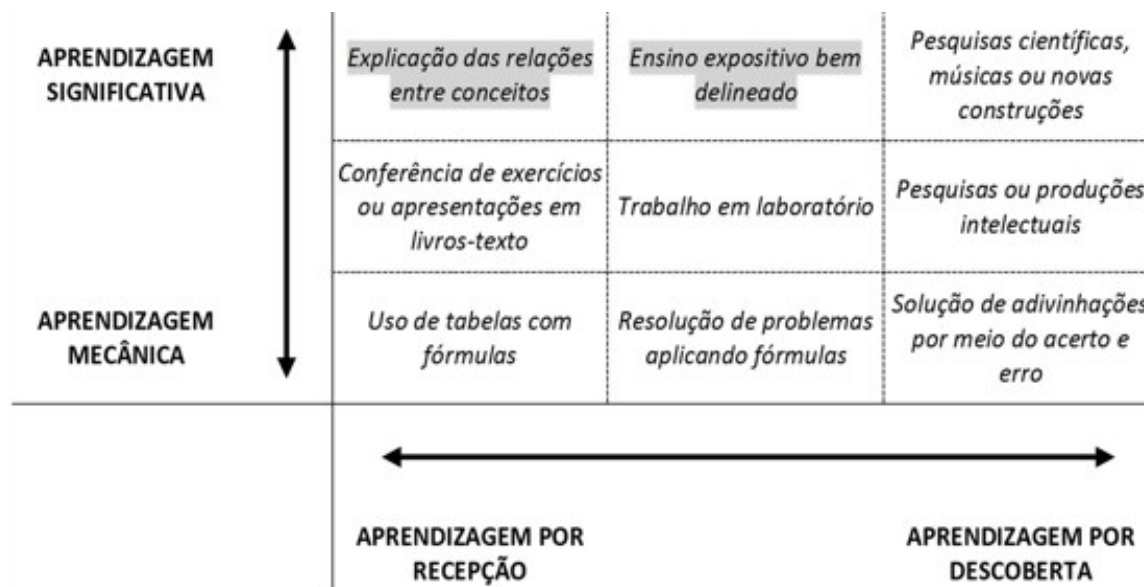 APRENDIZAGEM
SIGNIFICATIVA
Explicação das relações
entre conceitos
Ensino expositivo bem
delineado
Pesquisas científicas,
músicas ou novas
construções
Conferência de exercícios
ou apresentações em
livros-texto
Trabalho em laboratório
Pesquisas ou produções
intelectuais
APRENDIZAGEM
MECÂNICA
Uso de tabelas com
fórmulas
Resolução de problemas
aplicando fórmulas
Solução de adivinhações
por meio do acerto e
erro
APRENDIZAGEM POR
RECEPÇÃO
APRENDIZAGEM POR
DESCOBERTA